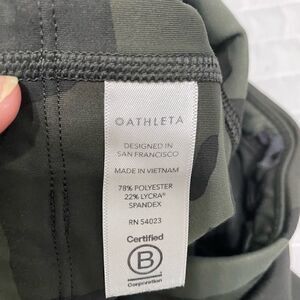 ATHLETA
DESIGNED IN
SAN FRANCISCO
MADE IN VIETNAM
78% POLYESTER
22% LYCRA®
SPANDEX
RN 54023
Certified
B
Corporation